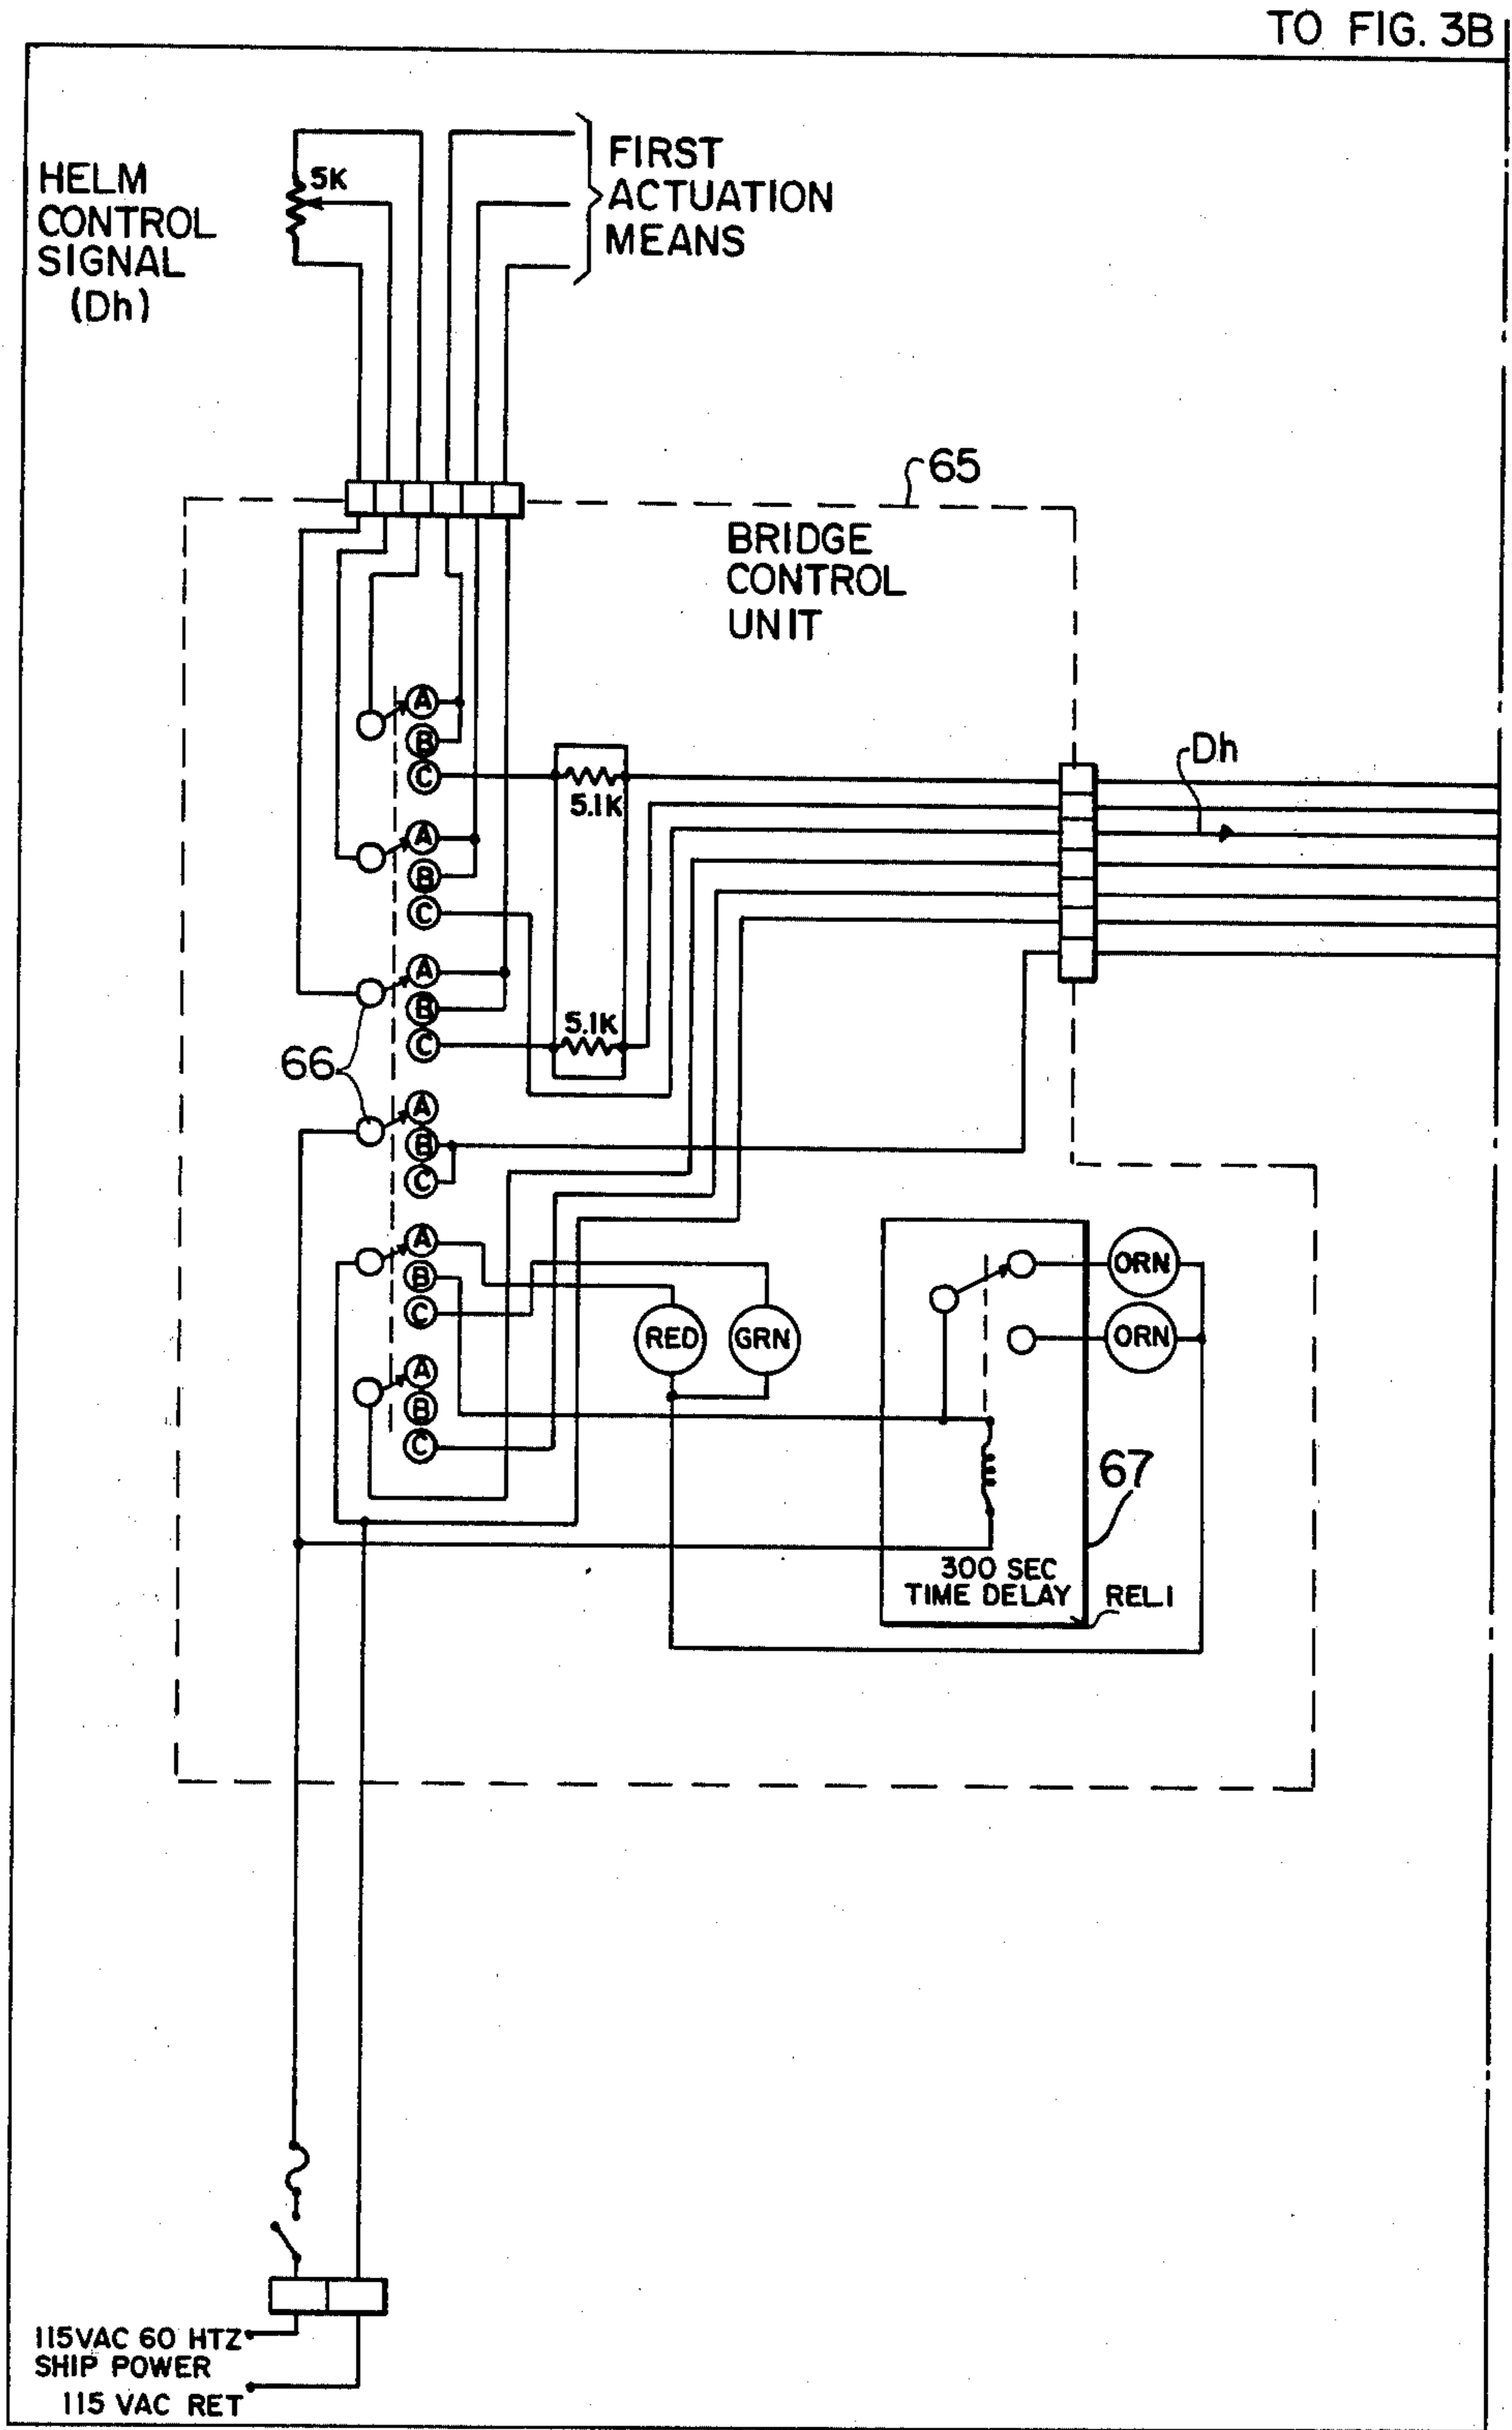 TO FIG. 3B
HELM
CONTROL
SIGNAL
(Dh)
5K
FIRST
ACTUATION
MEANS
65
BRIDGE
CONTROL
UNIT
A
B
C
5.1K
Dh
A
B
C
A
B
C
5.1K
66
A
B
C
A
B
C
RED
GRN
ORN
ORN
A
B
C
67
300 SEC
TIME DELAY
REL1
115VAC 60 HTZ
SHIP POWER
115 VAC RET